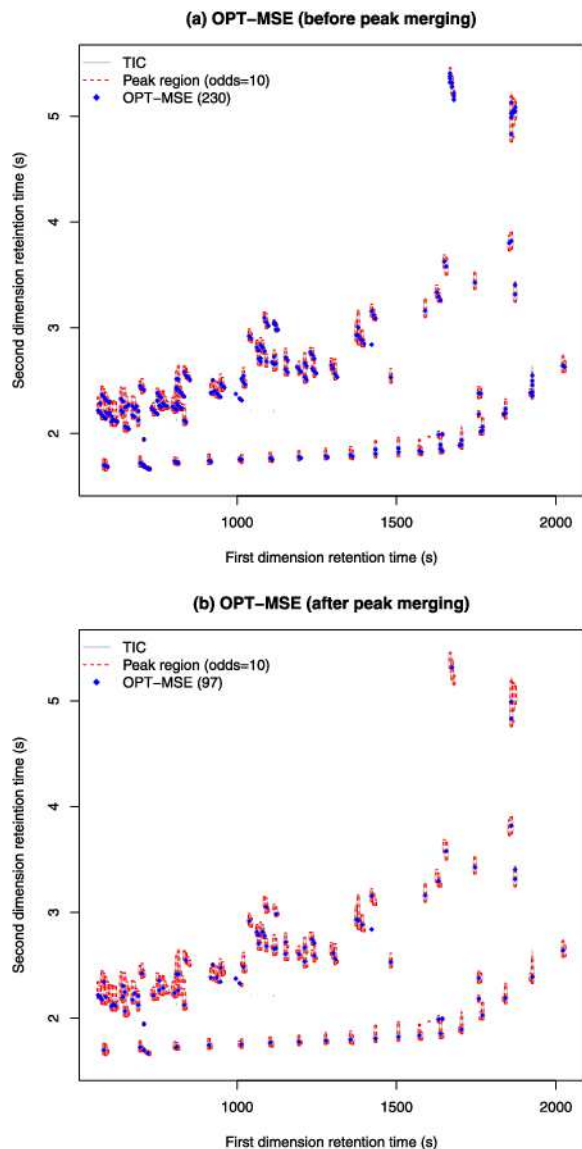 (a) OPT−MSE (before peak merging)
TIC
Peak region (odds=10)
OPT−MSE (230)
Second dimension reteintion time (s)
5
4
3
2
1000
1500
2000
First dimension retention time (s)
(b) OPT−MSE (after peak merging)
TIC
Peak region (odds=10)
OPT−MSE (97)
Second dimension reteintion time (s)
5
4
3
2
1000
1500
2000
First dimension retention time (s)